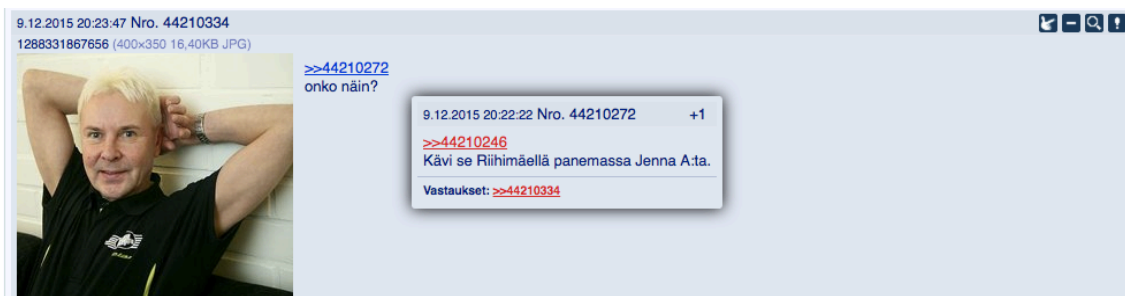 9.12.2015 20:23:47 Nro. 44210334
1288331867656 (400×350 16,40KB JPG)
>>44210272
onko näin?
9.12.2015 20:22:22 Nro. 44210272 +1
>>44210246
Kävi se Riihimäellä panemassa Jenna A:ta.
Vastaukset: >>44210334